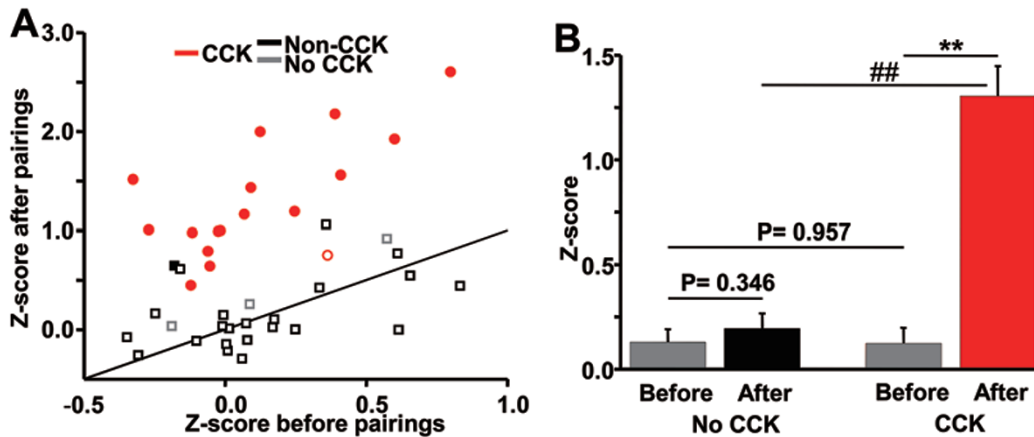 A
3.0
2.0
1.0
0.0
-0.5
0.0
0.5
1.0
Z-score after pairings
Z-score before pairings
CCK
Non-CCK
No CCK
B
1.5
1.0
0.5
0.0
Z-score
**
##
P= 0.957
P= 0.346
Before After Before After
No CCK CCK